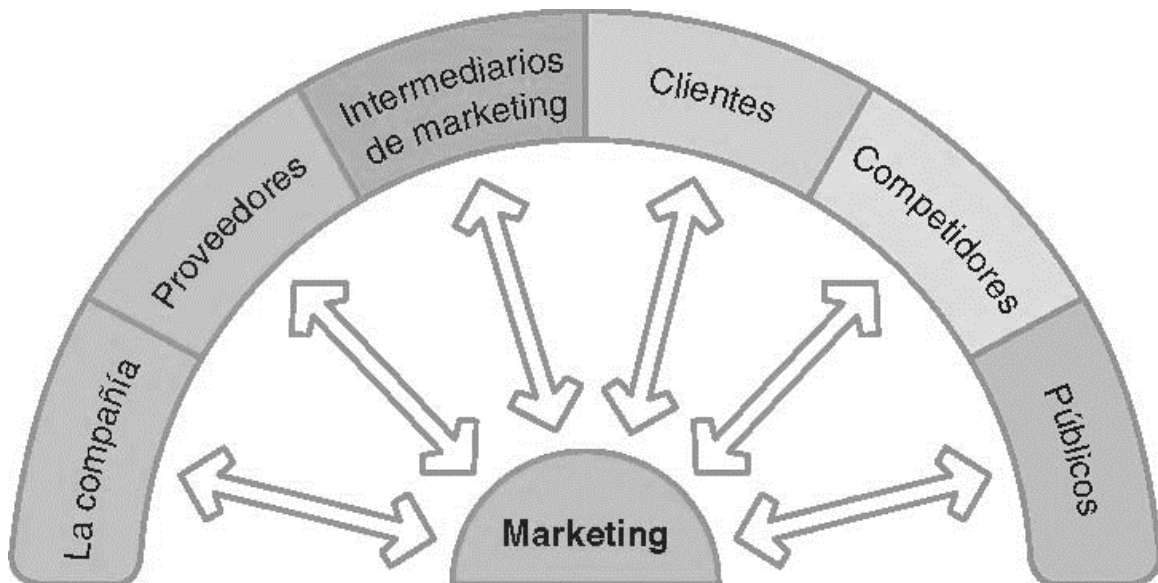 La compañía
Proveedores
Intermediarios
de marketing
Clientes
Competidores
Públicos
Marketing